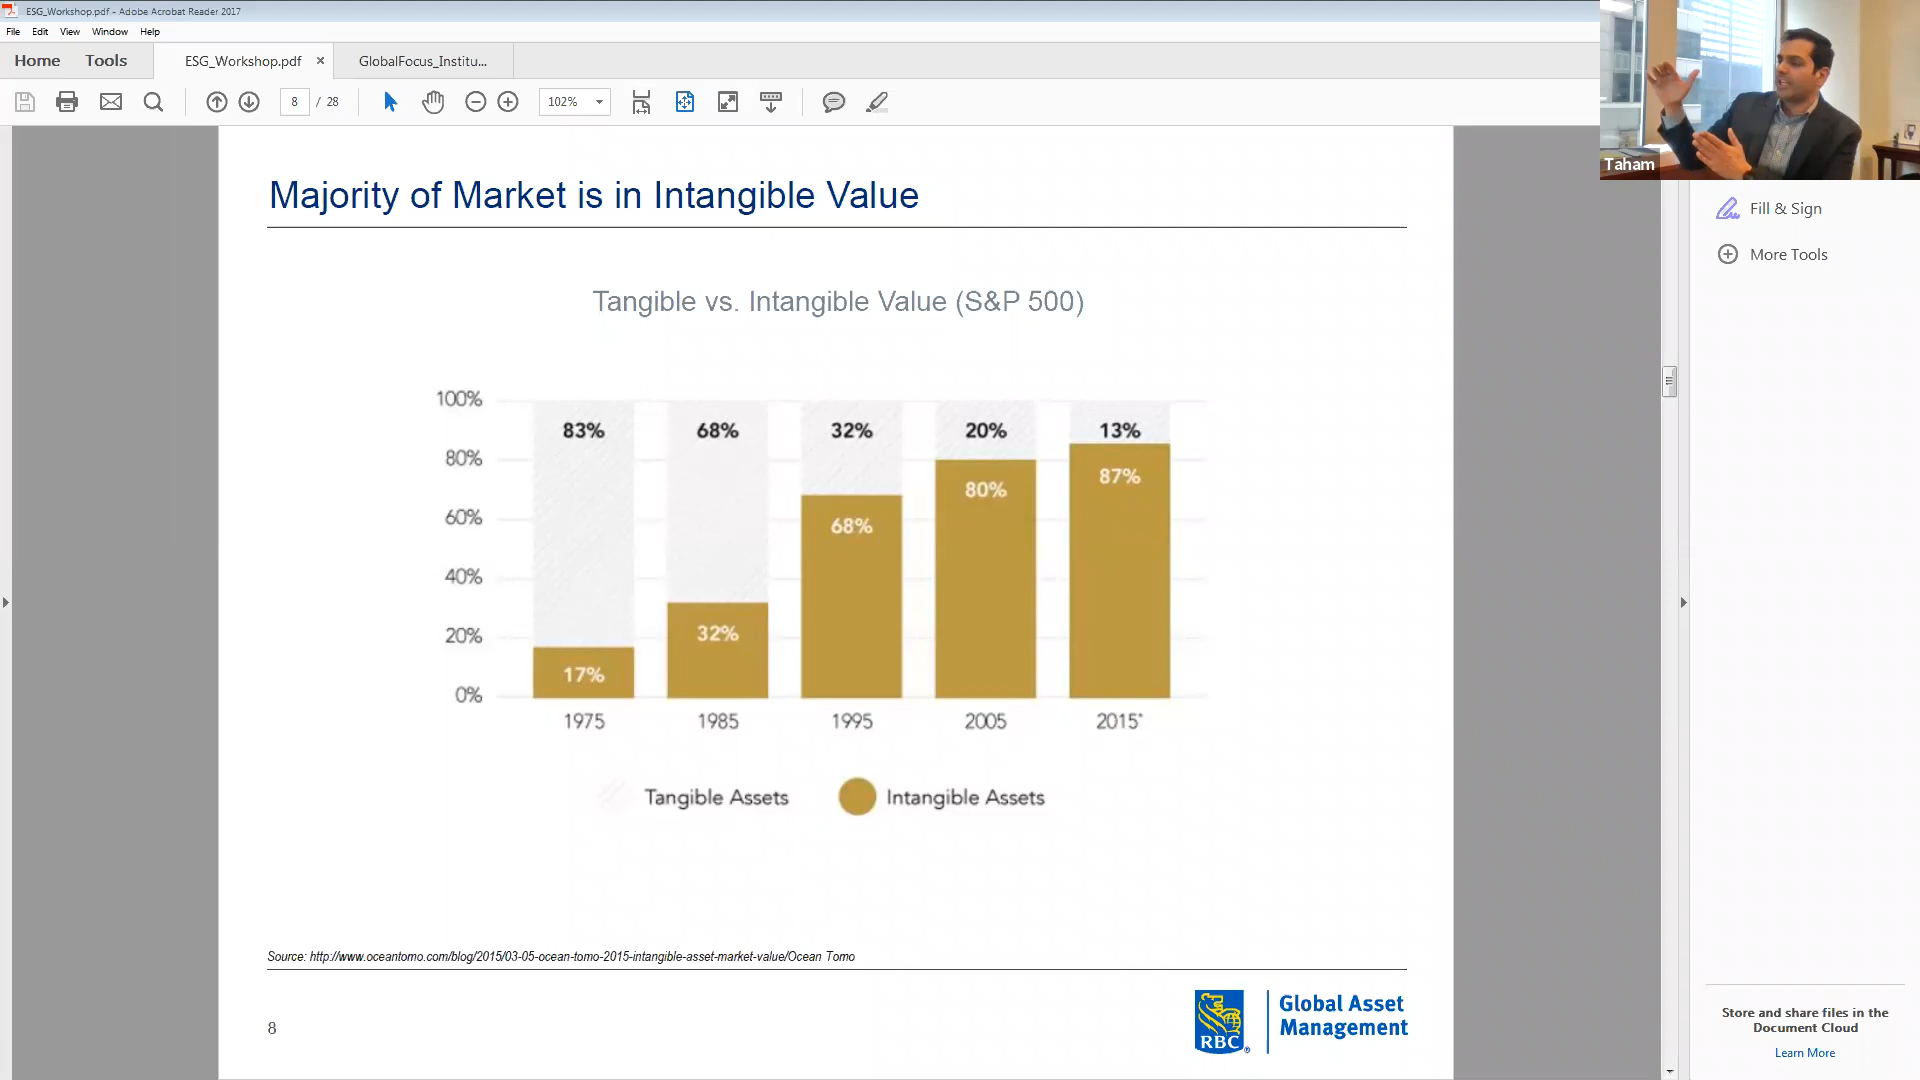 ESG_Workshop.pdf - Adobe Acrobat Reader 2017
File Edit View Window Help
Home Tools ESG_Workshop.pdf × GlobalFocus_Institu...
8 / 28 102%
Taham
Fill & Sign
More Tools
Majority of Market is in Intangible Value
Tangible vs. Intangible Value (S&P 500)
100%
80%
60%
40%
20%
0%
83% 68% 32% 20% 13%
17% 32% 68% 80% 87%
1975 1985 1995 2005 2015*
Tangible Assets Intangible Assets
Source: http://www.oceantomo.com/blog/2015/03-05-ocean-tomo-2015-intangible-asset-market-value/Ocean Tomo
8
RBC®
Global Asset
Management
Store and share files in the
Document Cloud
Learn More